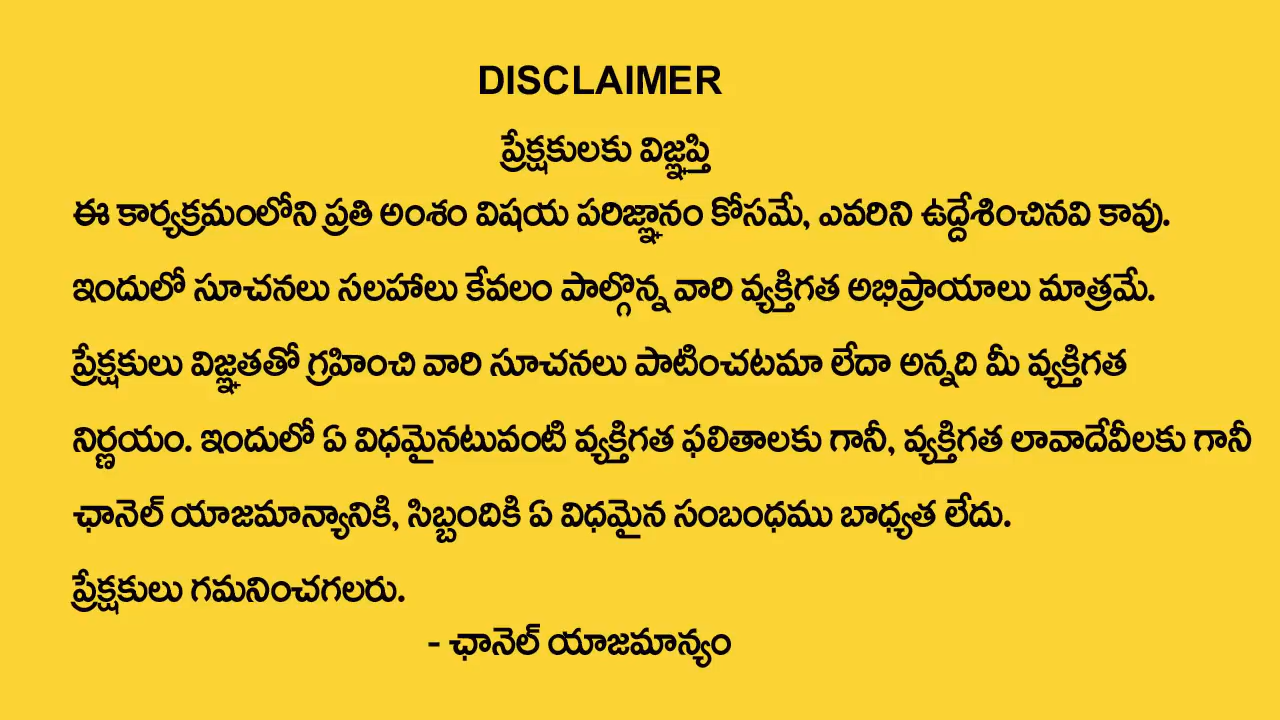 DISCLAIMER
ప్రేక్షకులకు విజ్ఞప్తి
ఈ కార్యక్రమంలోని ప్రతి అంశం విషయ పరిజ్ఞానం కోసమే, ఎవరిని ఉద్దేశించినవి కావు.
ఇందులో సూచనలు సలహాలు కేవలం పాల్గొన్న వారి వ్యక్తిగత అభిప్రాయాలు మాత్రమే.
ప్రేక్షకులు విజ్ఞతతో గ్రహించి వారి సూచనలు పాటించటమా లేదా అన్నది మీ వ్యక్తిగత
నిర్ణయం. ఇందులో ఏ విధమైనటువంటి వ్యక్తిగత ఫలితాలకు గానీ, వ్యక్తిగత లావాదేవీలకు గానీ
ఛానెల్ యాజమాన్యానికి, సిబ్బందికి ఏ విధమైన సంబంధము బాధ్యత లేదు.
ప్రేక్షకులు గమనించగలరు.
- ఛానెల్ యాజమాన్యం